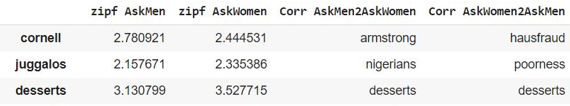 zipf AskMen zipf AskWomen Corr AskMen2AskWomen Corr AskWomen2AskMen
cornell 2.780921 2.444531 armstrong hausfraud
juggalos 2.157671 2.335386 nigerians poorness
desserts 3.130799 3.527715 desserts desserts